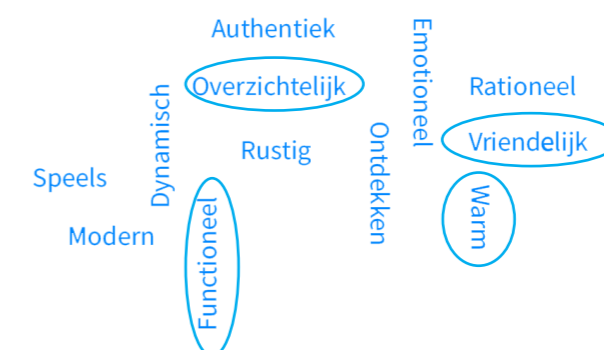 Authentiek
Emotioneel
Overzichtelijk
Rationeel
Dynamisch
Vriendelijk
Rustig
Ontdekken
Speels
Warm
Modern
Functioneel